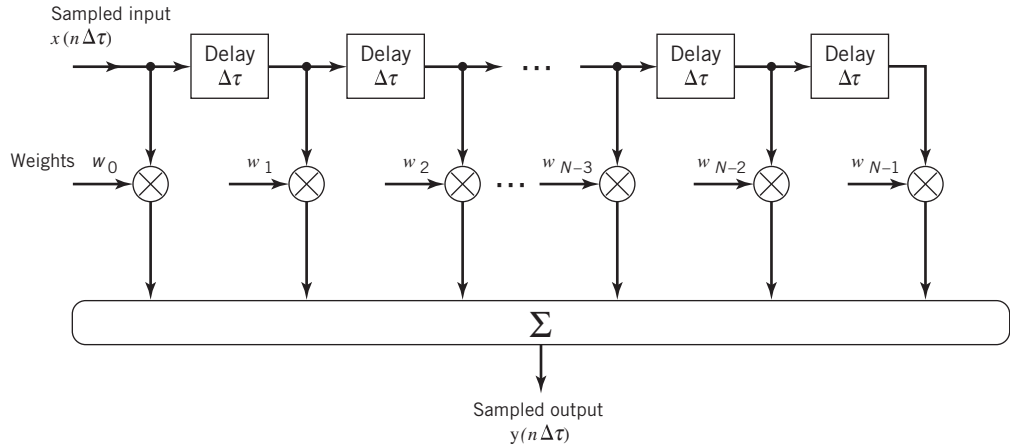 Sampled input
x(nΔτ)
Delay
Δτ
Delay
Δτ
...
Delay
Δτ
Delay
Δτ
Weights
w0
w1
w2
...
wN–3
wN–2
wN–1
Σ
Sampled output
y(nΔτ)